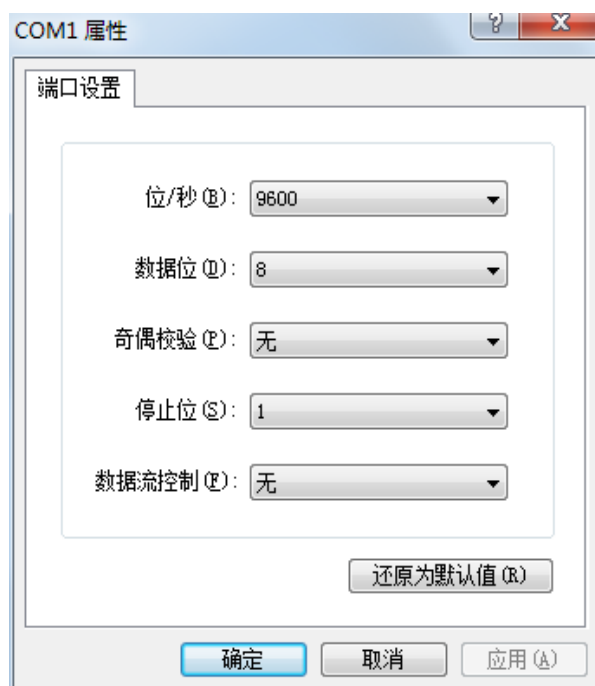 COM1 属性
端口设置
位/秒(B): 9600
数据位(D): 8
奇偶校验(P): 无
停止位(S): 1
数据流控制(F): 无
还原为默认值(R)
确定 取消 应用(A)